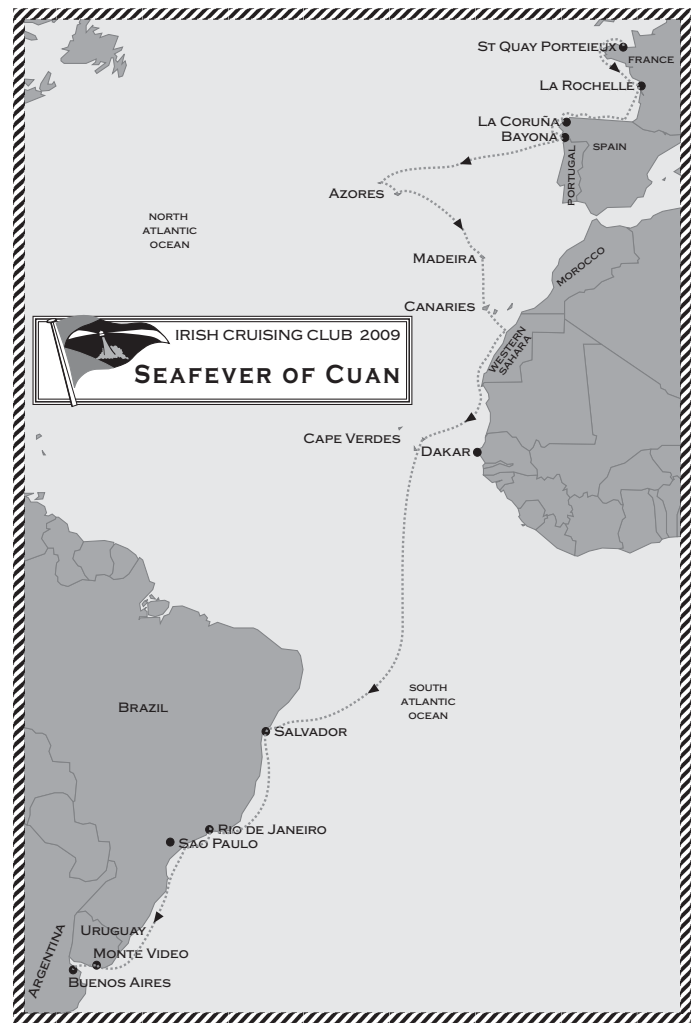 ST QUAY PORTEIEUX
FRANCE
LA ROCHELLE
LA CORUÑA
BAYONA
SPAIN
PORTUGAL
AZORES
NORTH
ATLANTIC
OCEAN
MADEIRA
MOROCCO
CANARIES
IRISH CRUISING CLUB 2009
SEAFEVER OF CUAN
WESTERN
SAHARA
CAPE VERDES
DAKAR
SOUTH
ATLANTIC
OCEAN
BRAZIL
SALVADOR
RIO DE JANEIRO
SAO PAULO
URUGUAY
MONTE VIDEO
ARGENTINA
BUENOS AIRES